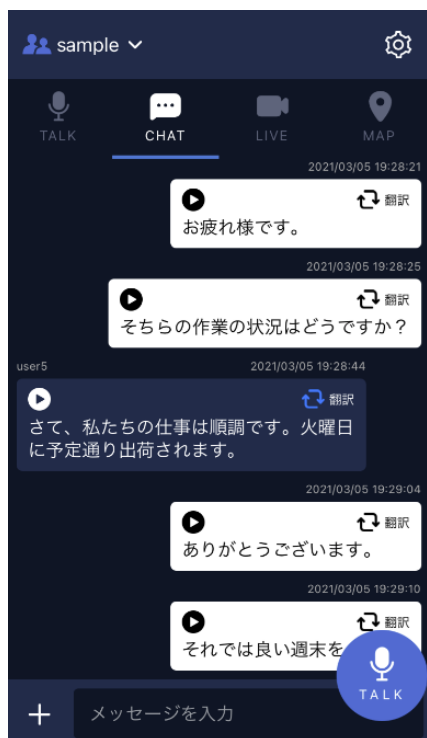 sample
TALK
CHAT
LIVE
MAP
2021/03/05 19:28:21
翻訳
お疲れ様です。
2021/03/05 19:28:25
翻訳
そちらの作業の状況はどうですか？
user5 2021/03/05 19:28:44
翻訳
さて、私たちの仕事は順調です。火曜日
に予定通り出荷されます。
2021/03/05 19:29:04
翻訳
ありがとうございます。
2021/03/05 19:29:10
翻訳
それでは良い週末を
TALK
メッセージを入力